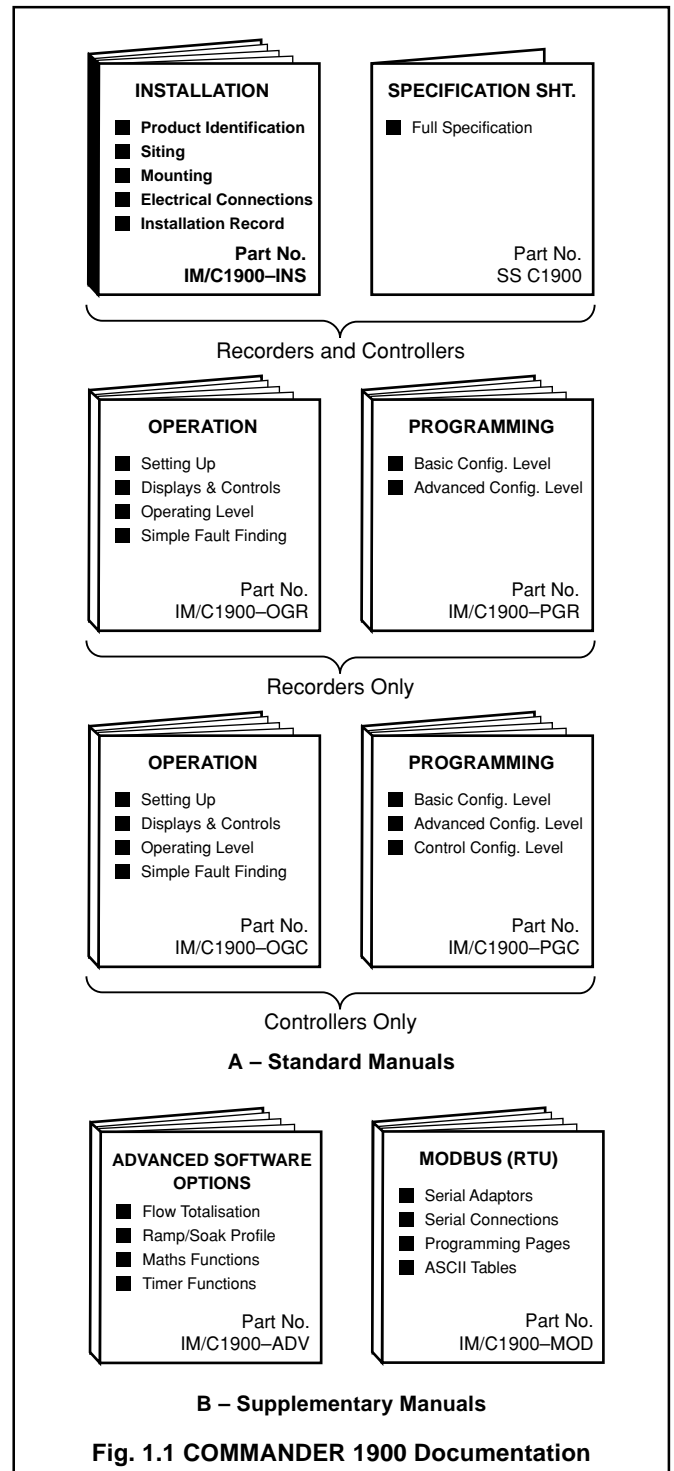 INSTALLATION
■ Product Identification
■ Siting
■ Mounting
■ Electrical Connections
■ Installation Record
Part No.
IM/C1900–INS
SPECIFICATION SHT.
■ Full Specification
Part No.
SS C1900
Recorders and Controllers
OPERATION
■ Setting Up
■ Displays & Controls
■ Operating Level
■ Simple Fault Finding
Part No.
IM/C1900–OGR
PROGRAMMING
■ Basic Config. Level
■ Advanced Config. Level
Part No.
IM/C1900–PGR
Recorders Only
OPERATION
■ Setting Up
■ Displays & Controls
■ Operating Level
■ Simple Fault Finding
Part No.
IM/C1900–OGC
PROGRAMMING
■ Basic Config. Level
■ Advanced Config. Level
■ Control Config. Level
Part No.
IM/C1900–PGC
Controllers Only
A – Standard Manuals
ADVANCED SOFTWARE
OPTIONS
■ Flow Totalisation
■ Ramp/Soak Profile
■ Maths Functions
■ Timer Functions
Part No.
IM/C1900–ADV
MODBUS (RTU)
■ Serial Adaptors
■ Serial Connections
■ Programming Pages
■ ASCII Tables
Part No.
IM/C1900–MOD
B – Supplementary Manuals
Fig. 1.1 COMMANDER 1900 Documentation